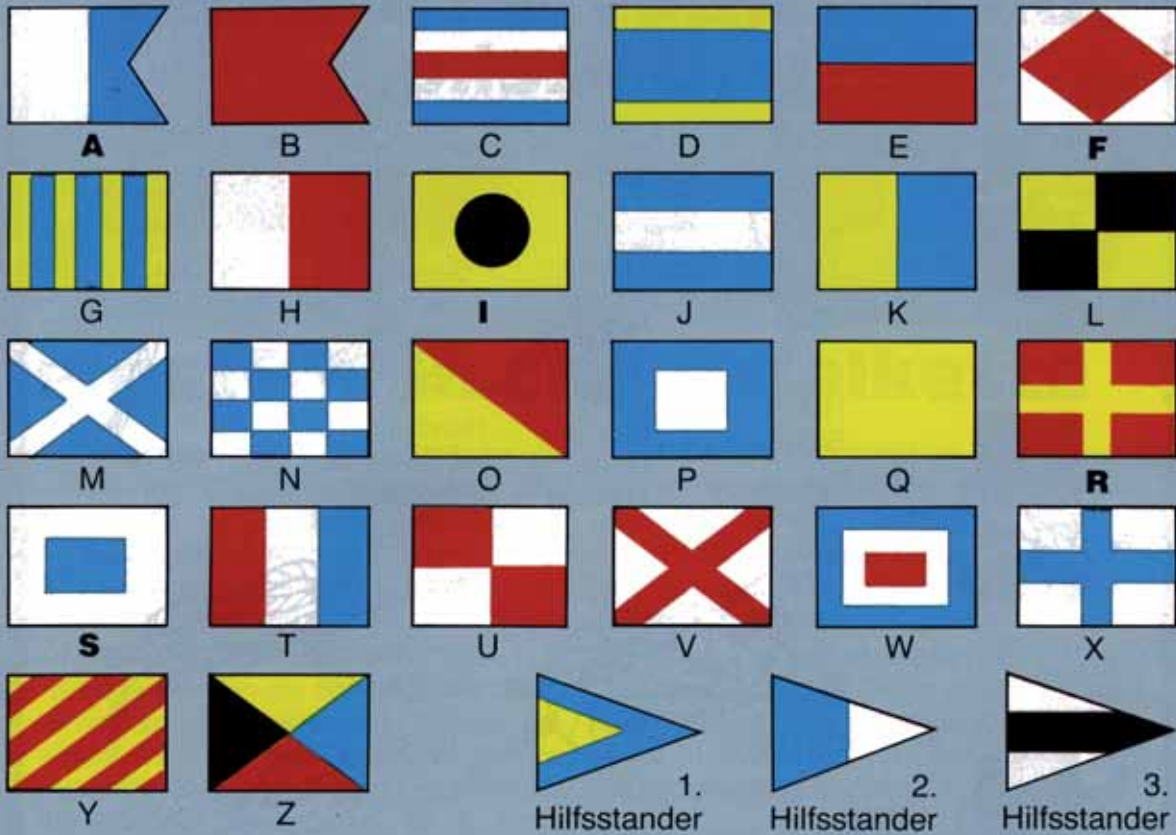 A B C D E F
G H I J K L
M N O P Q R
S T U V W X
Y Z 1. 2. 3.
Hilfsstander Hilfsstander Hilfsstander